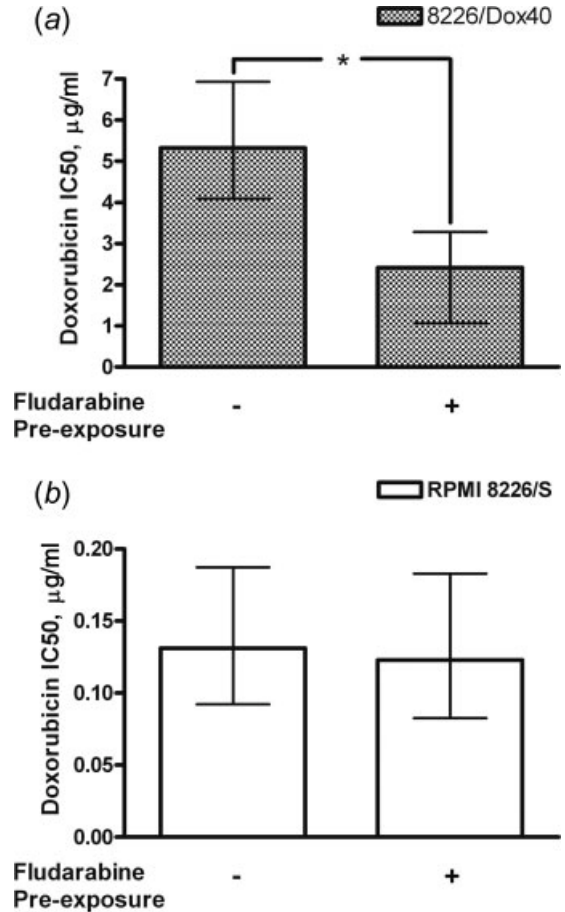 (a)
8226/Dox40
*
Doxorubicin IC50, μg/ml
7
6
5
4
3
2
1
0
Fludarabine
Pre-exposure
-
+
(b)
RPMI 8226/S
Doxorubicin IC50, μg/ml
0.20
0.15
0.10
0.05
0.00
Fludarabine
Pre-exposure
-
+